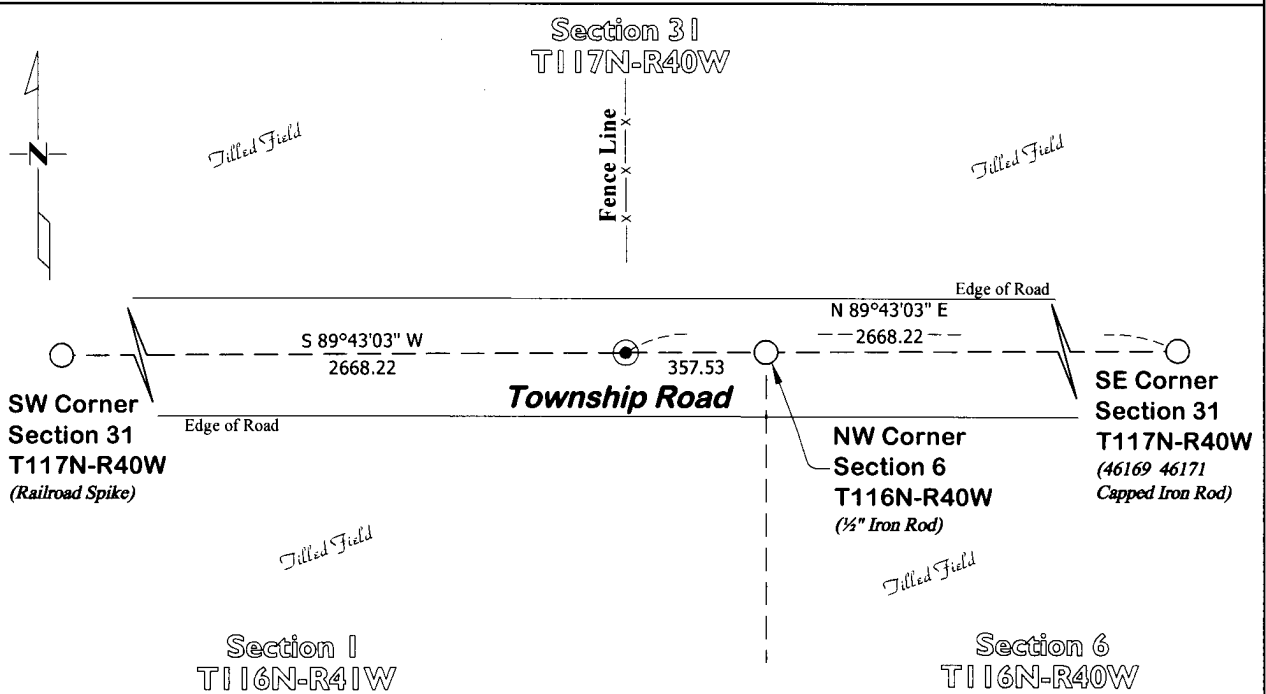 Section 31
T117N-R40W
N
Tilled Field
Fence Line
Tilled Field
Edge of Road
S 89°43'03" W
2668.22
357.53
N 89°43'03" E
2668.22
Township Road
Edge of Road
SW Corner
Section 31
T117N-R40W
(Railroad Spike)
NW Corner
Section 6
T116N-R40W
(½" Iron Rod)
SE Corner
Section 31
T117N-R40W
(46169 46171
Capped Iron Rod)
Tilled Field
Tilled Field
Section 1
T116N-R41W
Section 6
T116N-R40W